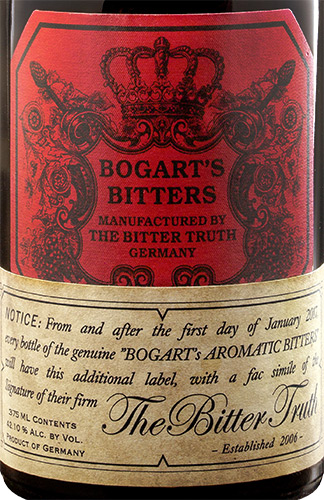 BOGART'S
BITTERS
MANUFACTURED BY
THE BITTER TRUTH
GERMANY
NOTICE: From and after the first day of January 2017
every bottle of the genuine "BOGART's AROMATIC BITTERS"
shall have this additional label, with a fac simile of the
signature of their firm
The Bitter Truth
- Established 2006 -
375 ML CONTENTS
42.10 % ALC. BY VOL.
PRODUCT OF GERMANY